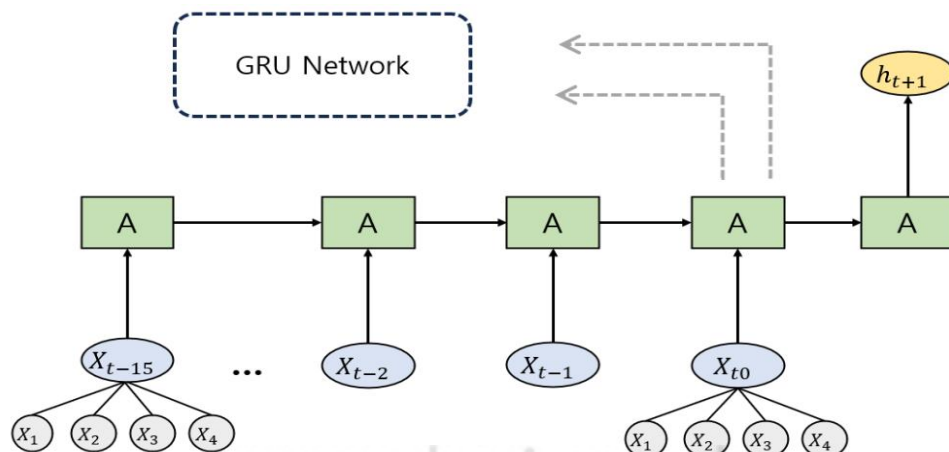 GRU Network
h_{t+1}
A A A A A
X_{t−15} ... X_{t−2} X_{t−1} X_{t0}
X_1 X_2 X_3 X_4 X_1 X_2 X_3 X_4